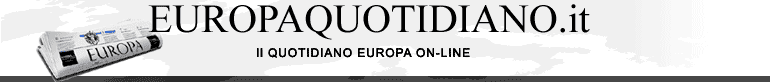 EUROPAQUOTIDIANO.it
Il QUOTIDIANO EUROPA ON-LINE
EUROPA